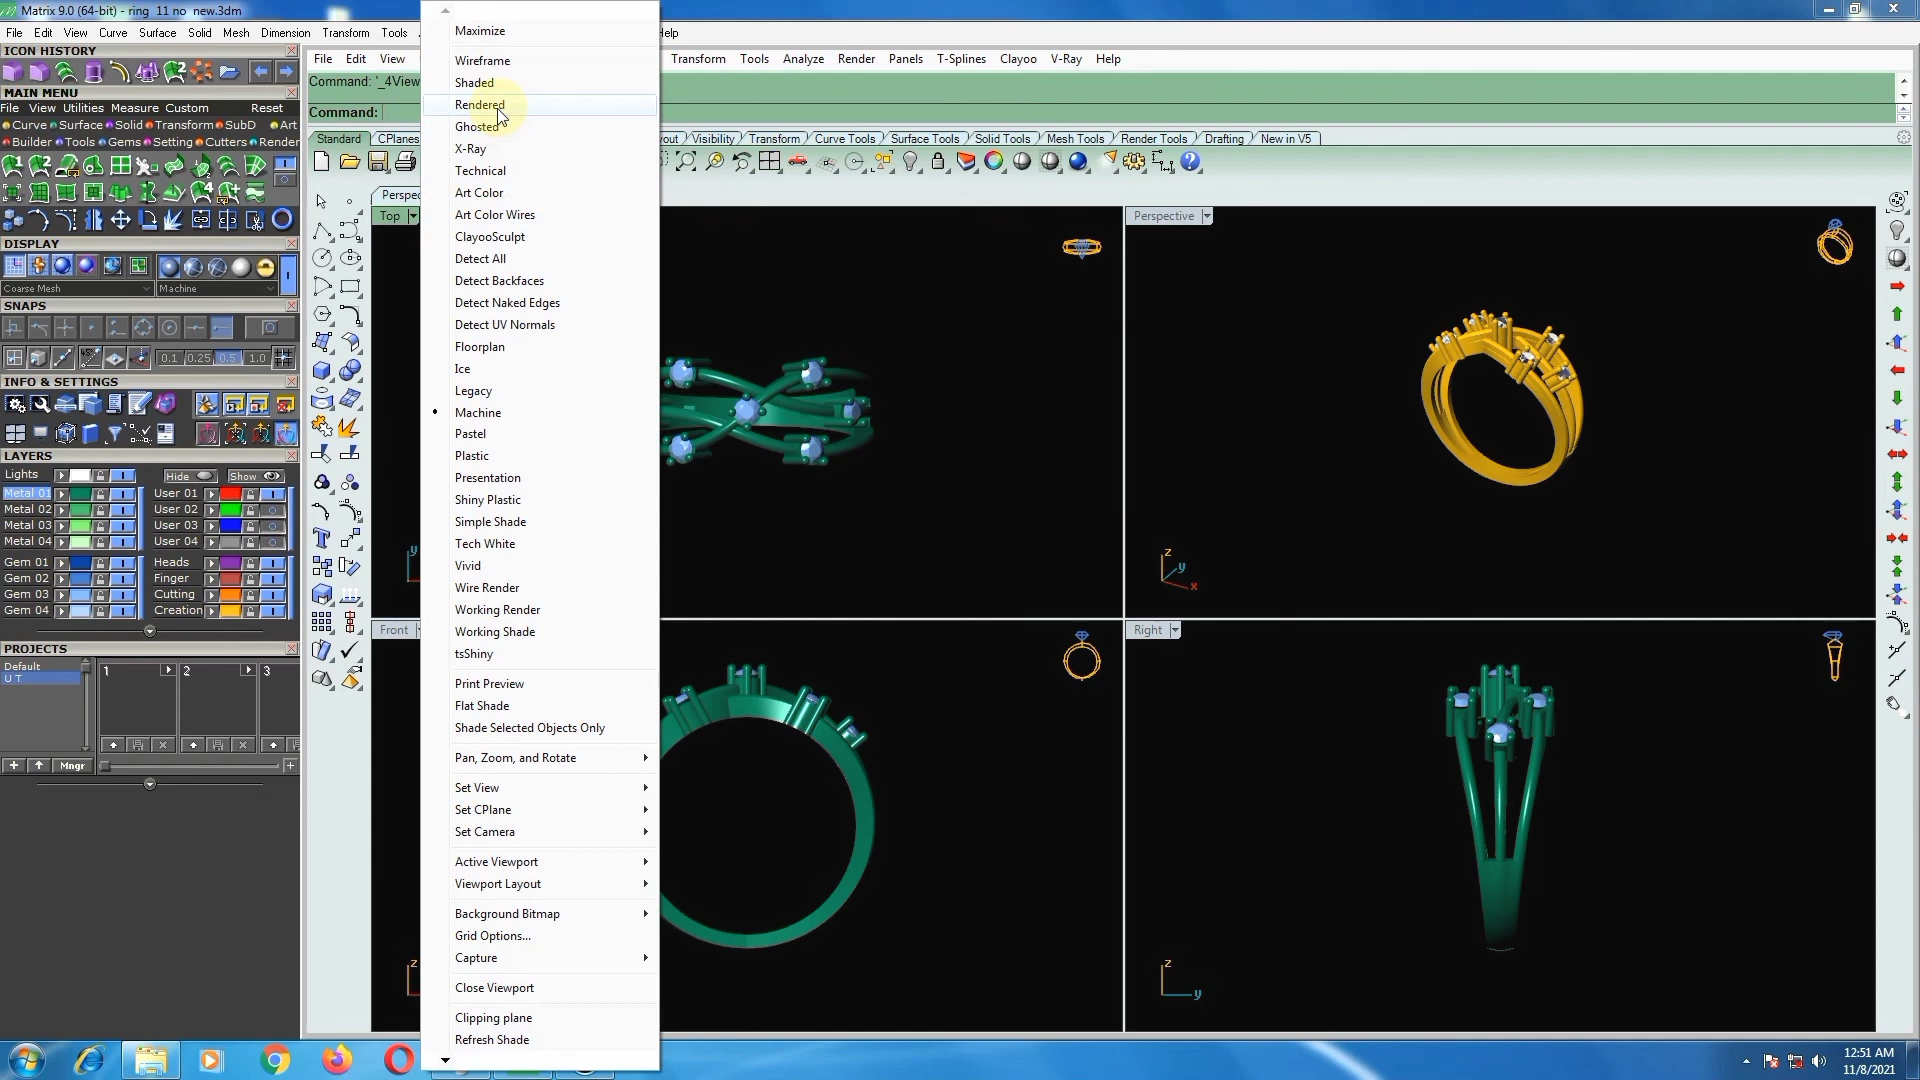 Matrix 9.0 (64-bit) - ring  11 no  new.3dm
File Edit View Curve Surface Solid Mesh Dimension Transform Tools
elp
ICON HISTORY
MAIN MENU
File View Utilities Measure Custom Reset
Curve Surface Solid Transform SubD Art
Builder Tools Gems Setting Cutters Render
DISPLAY
Coarse Mesh Machine
SNAPS
0.1 0.25 0.5 1.0
INFO & SETTINGS
LAYERS
Lights Hide Show
Metal 01 User 01
Metal 02 User 02
Metal 03 User 03
Metal 04 User 04
Gem 01 Heads
Gem 02 Finger
Gem 03 Cutting
Gem 04 Creation
PROJECTS
Default
U T
1 2 3
Mngr
File Edit View
Transform Tools Analyze Render Panels T-Splines Clayoo V-Ray Help
Command: '_4View
Command:
Standard CPlanes
out Visibility Transform Curve Tools Surface Tools Solid Tools Mesh Tools Render Tools Drafting New in V5
Perspec
Top
Perspective
Front
Right
y
z
y
x
z
z
y
Maximize
Wireframe
Shaded
Rendered
Ghosted
X-Ray
Technical
Art Color
Art Color Wires
ClayooSculpt
Detect All
Detect Backfaces
Detect Naked Edges
Detect UV Normals
Floorplan
Ice
Legacy
Machine
Pastel
Plastic
Presentation
Shiny Plastic
Simple Shade
Tech White
Vivid
Wire Render
Working Render
Working Shade
tsShiny
Print Preview
Flat Shade
Shade Selected Objects Only
Pan, Zoom, and Rotate
Set View
Set CPlane
Set Camera
Active Viewport
Viewport Layout
Background Bitmap
Grid Options...
Capture
Close Viewport
Clipping plane
Refresh Shade
12:51 AM
11/8/2021